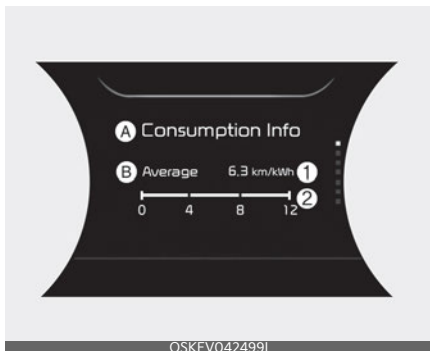 A Consumption Info
B Average 6.3 km/kWh 1
2
0 4 8 12
OSKEV042499L